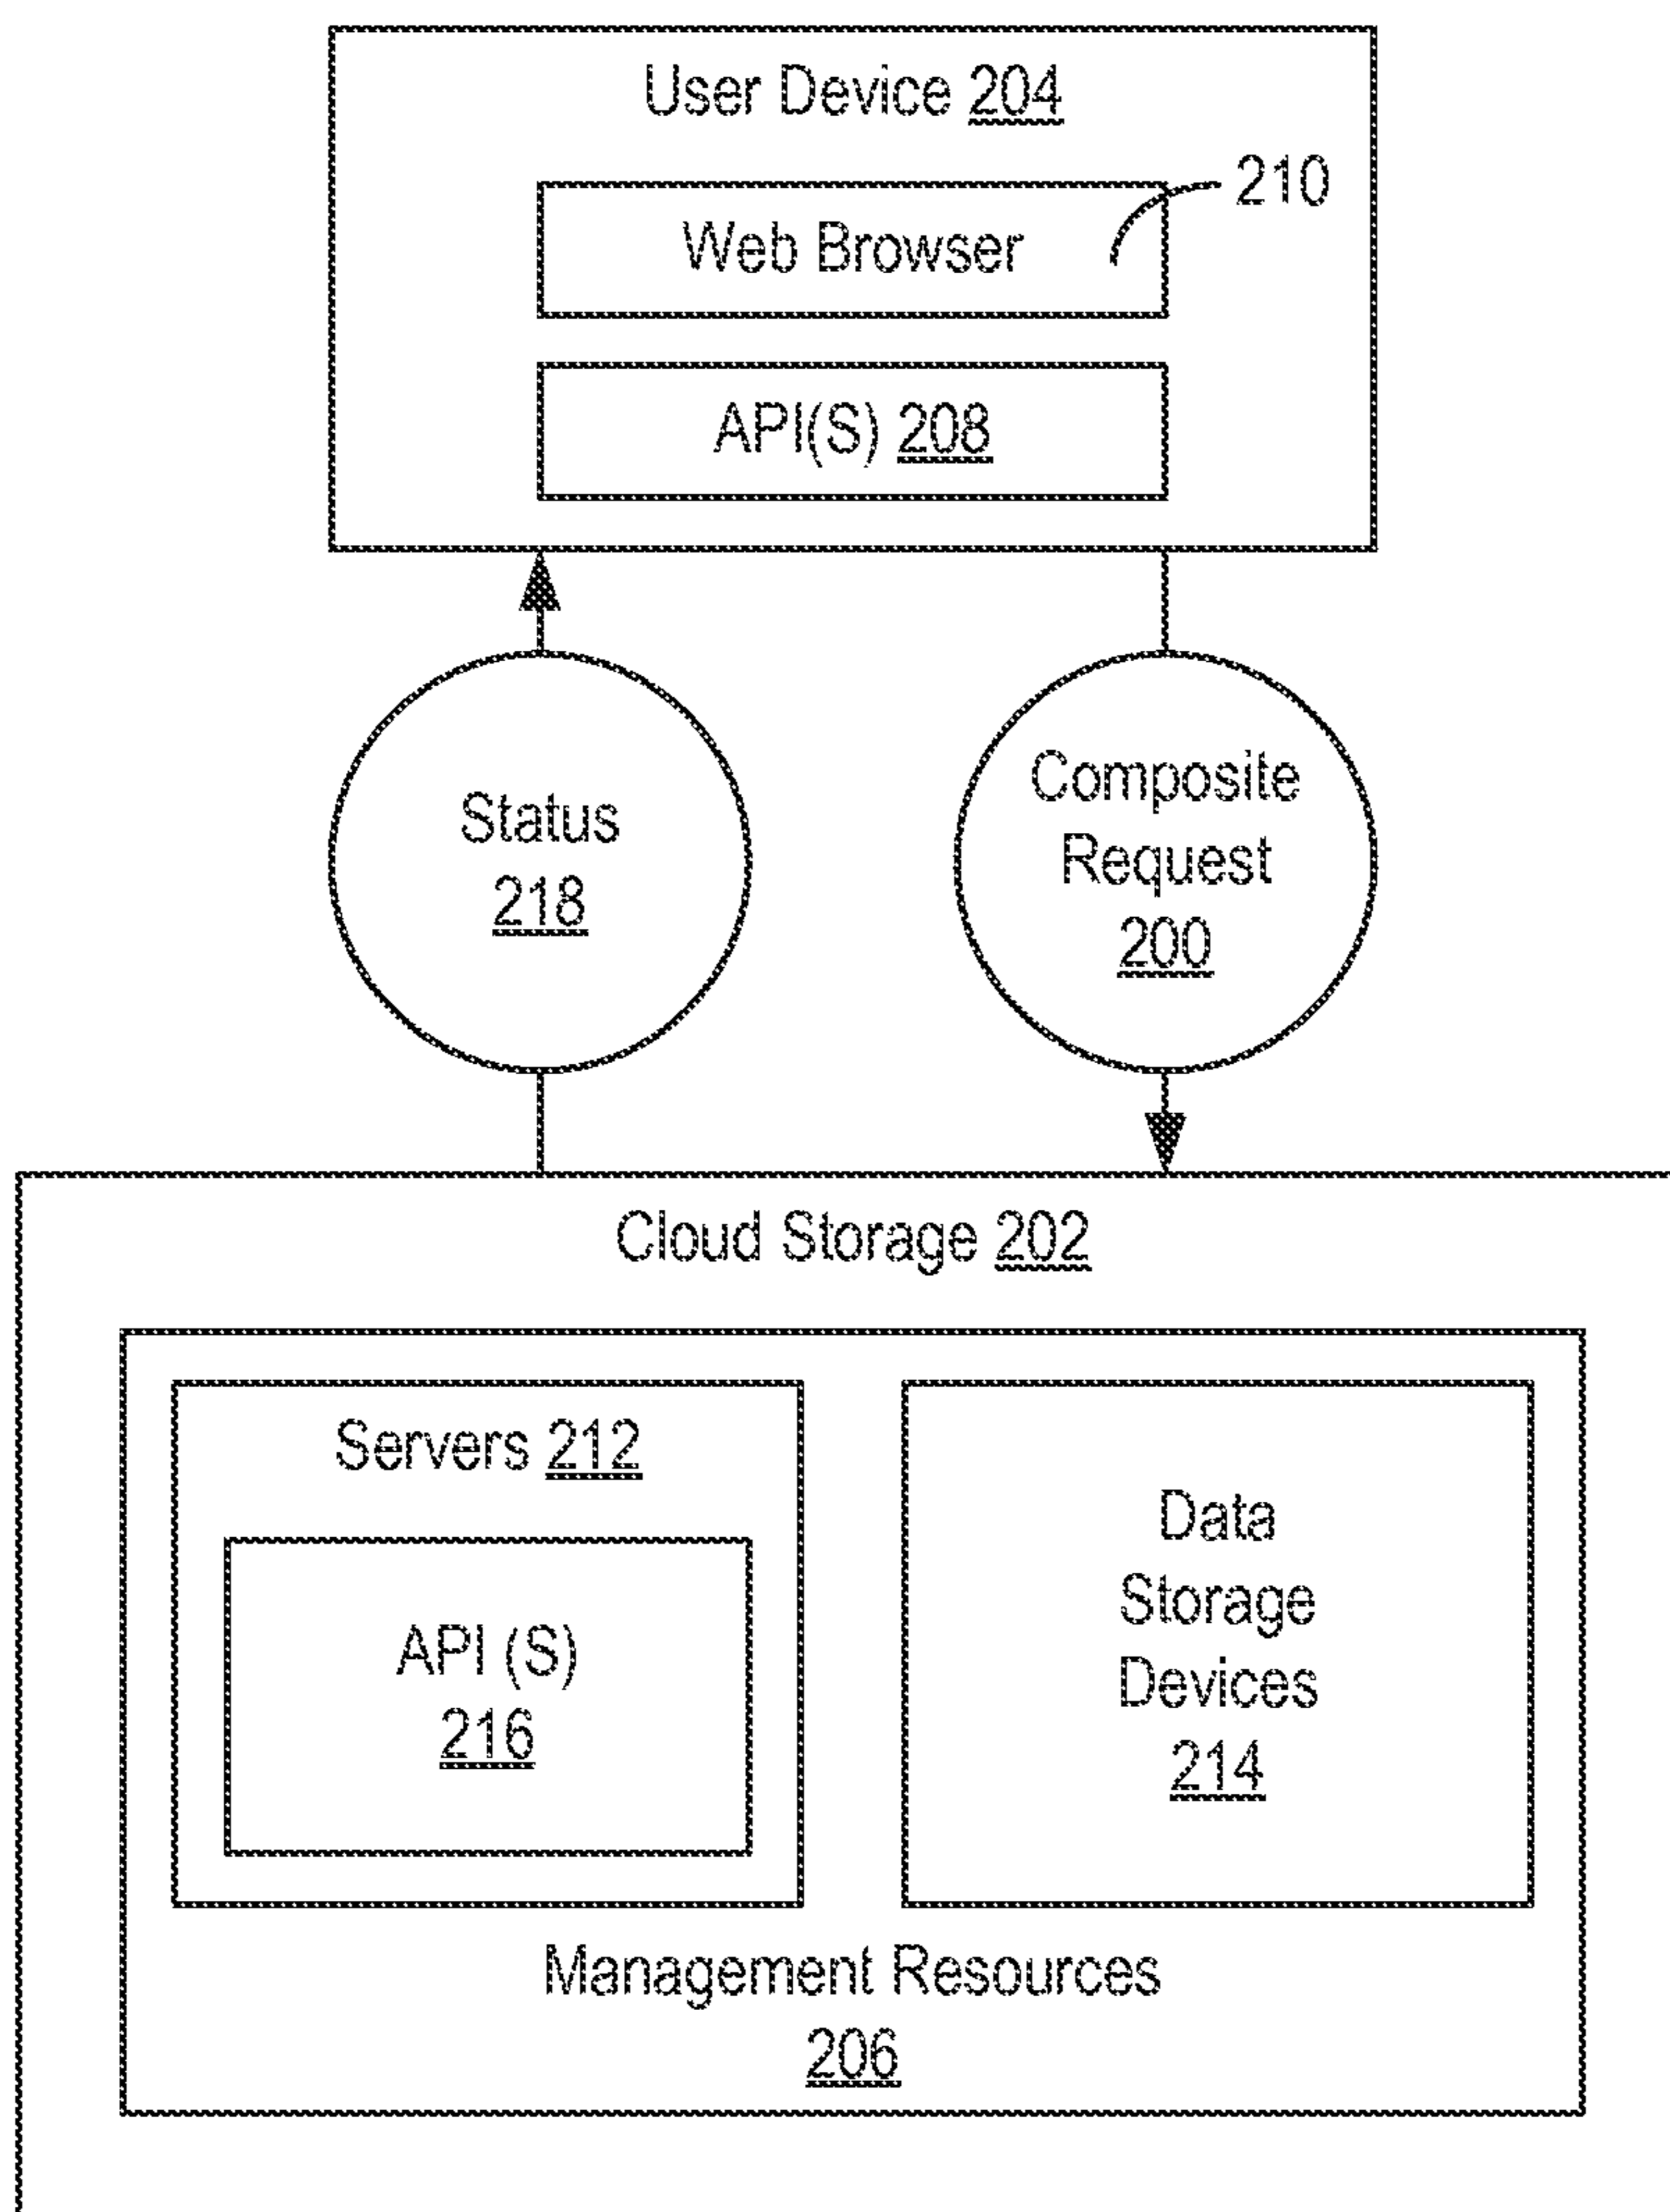 User Device 204
210
Web Browser
API(S) 208
Status
218
Composite
Request
200
Cloud Storage 202
Servers 212
API (S)
216
Data
Storage
Devices
214
Management Resources
206